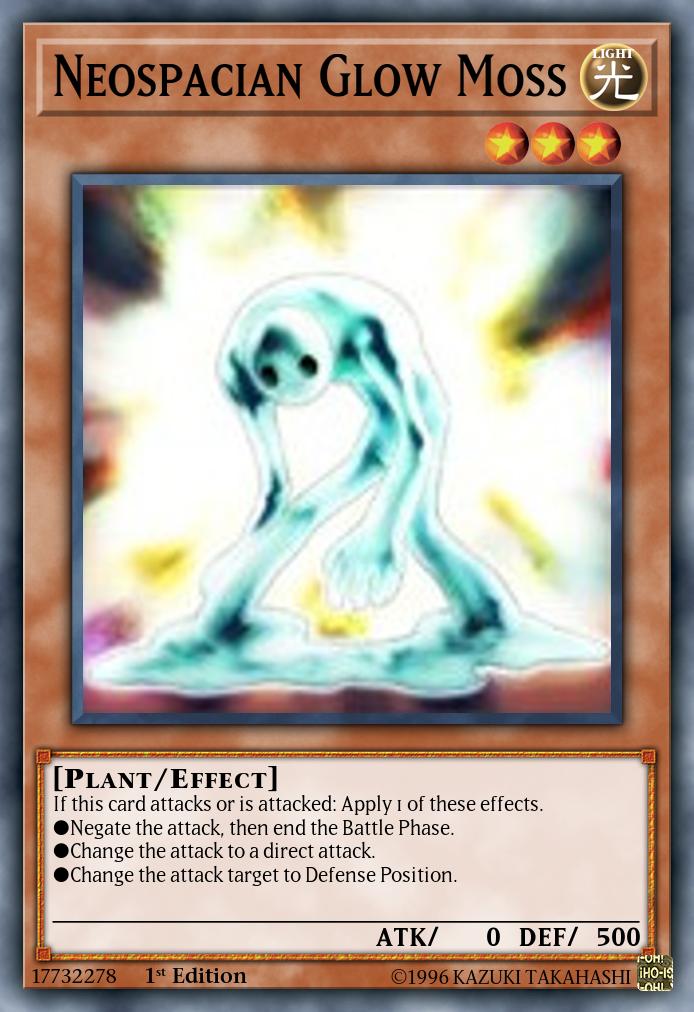 Neospacian Glow Moss
LIGHT
光
[Plant/Effect]
If this card attacks or is attacked: Apply 1 of these effects.
●Negate the attack, then end the Battle Phase.
●Change the attack to a direct attack.
●Change the attack target to Defense Position.
ATK/ 0 DEF/ 500
17732278 1st Edition ©1996 KAZUKI TAKAHASHI